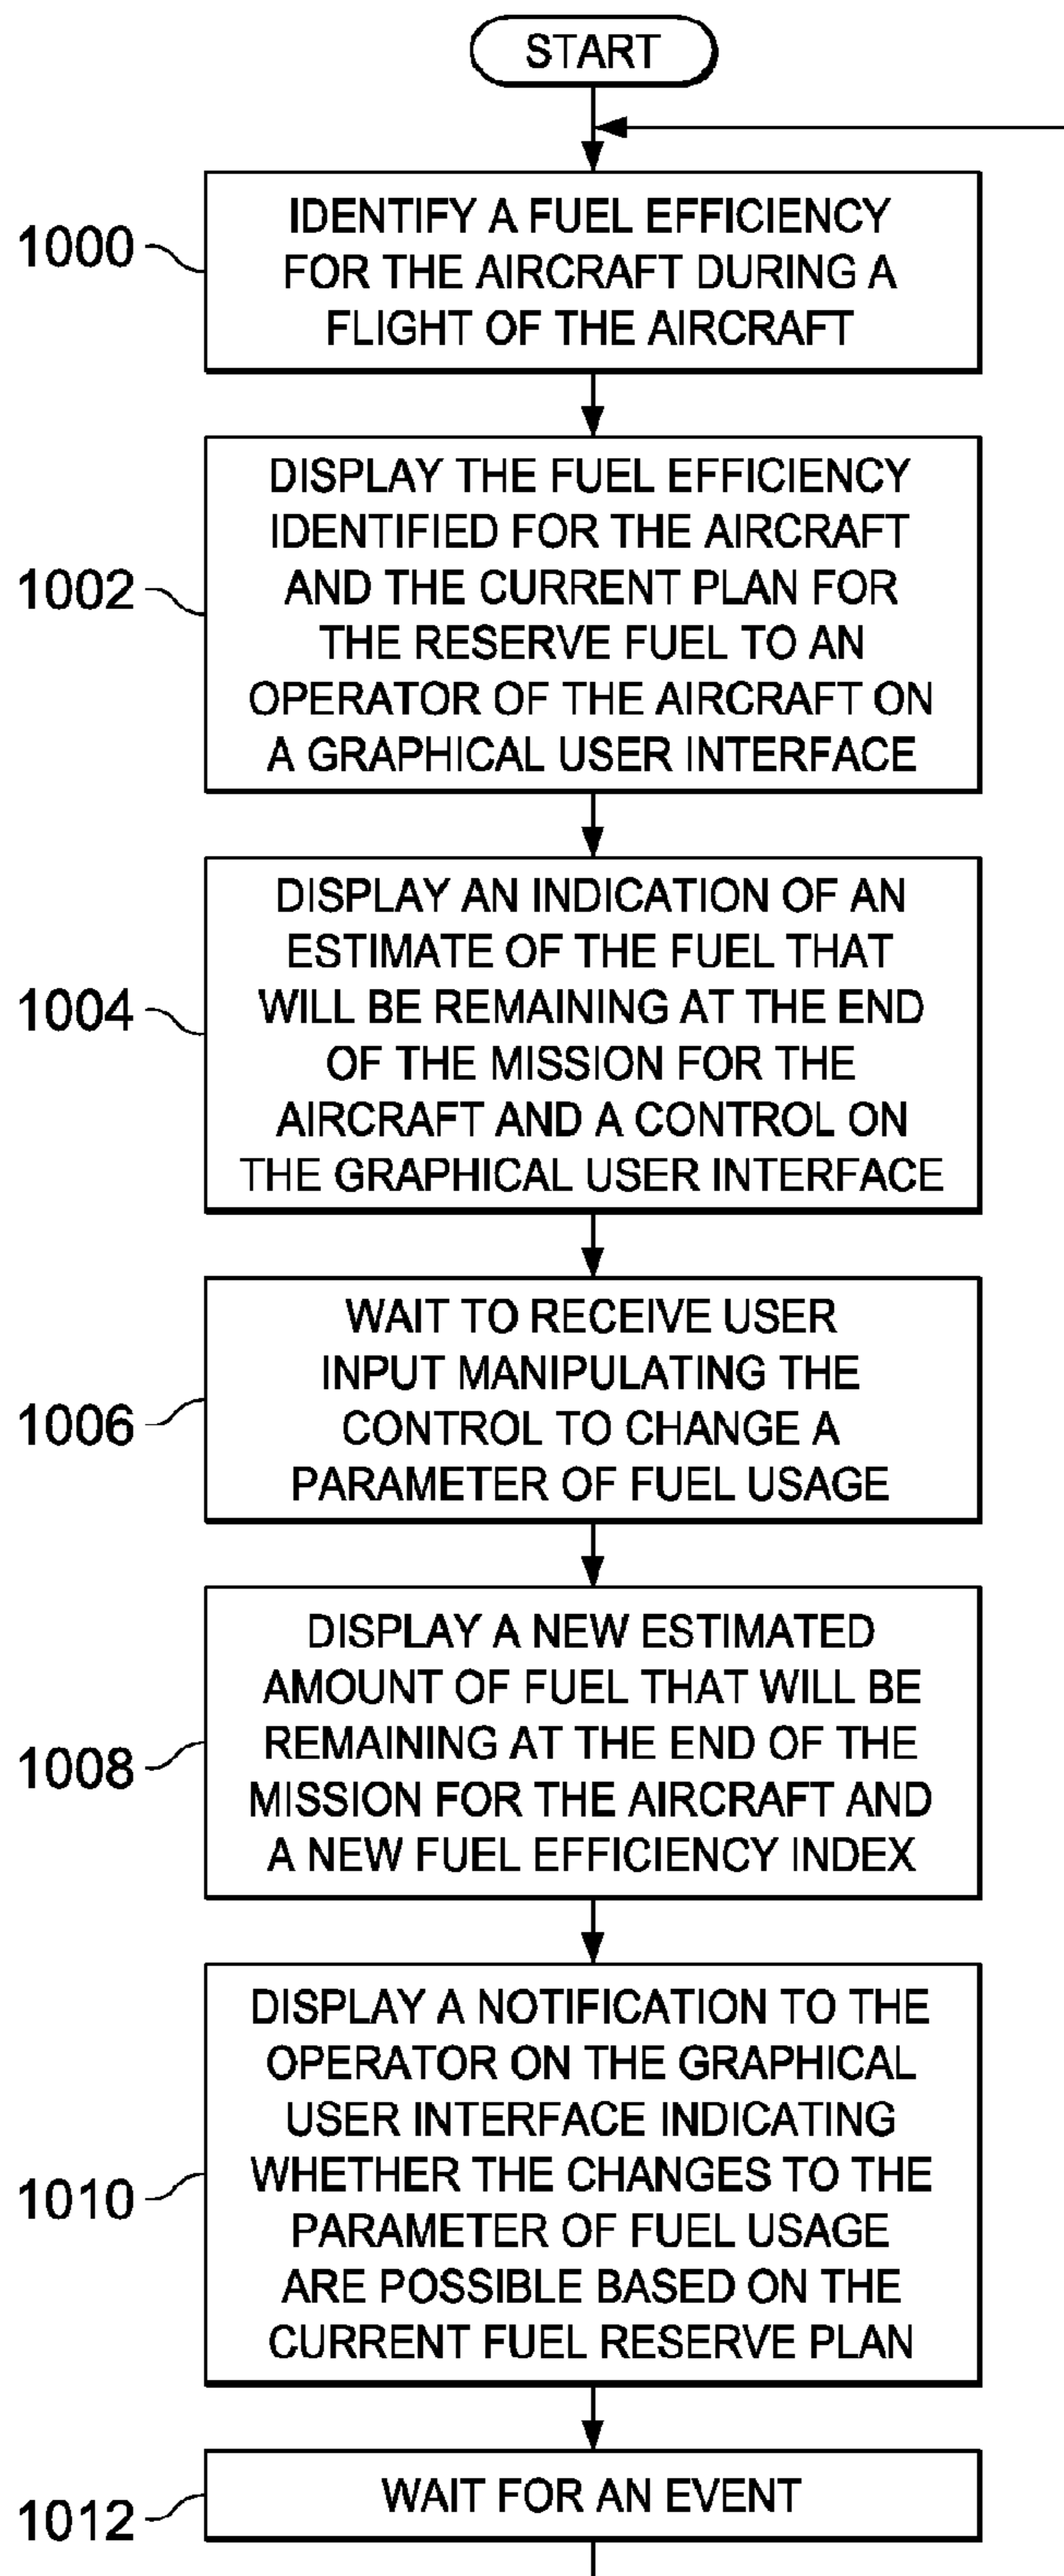 START
1000
IDENTIFY A FUEL EFFICIENCY
FOR THE AIRCRAFT DURING A
FLIGHT OF THE AIRCRAFT
1002
DISPLAY THE FUEL EFFICIENCY
IDENTIFIED FOR THE AIRCRAFT
AND THE CURRENT PLAN FOR
THE RESERVE FUEL TO AN
OPERATOR OF THE AIRCRAFT ON
A GRAPHICAL USER INTERFACE
1004
DISPLAY AN INDICATION OF AN
ESTIMATE OF THE FUEL THAT
WILL BE REMAINING AT THE END
OF THE MISSION FOR THE
AIRCRAFT AND A CONTROL ON
THE GRAPHICAL USER INTERFACE
1006
WAIT TO RECEIVE USER
INPUT MANIPULATING THE
CONTROL TO CHANGE A
PARAMETER OF FUEL USAGE
1008
DISPLAY A NEW ESTIMATED
AMOUNT OF FUEL THAT WILL BE
REMAINING AT THE END OF THE
MISSION FOR THE AIRCRAFT AND
A NEW FUEL EFFICIENCY INDEX
1010
DISPLAY A NOTIFICATION TO THE
OPERATOR ON THE GRAPHICAL
USER INTERFACE INDICATING
WHETHER THE CHANGES TO THE
PARAMETER OF FUEL USAGE
ARE POSSIBLE BASED ON THE
CURRENT FUEL RESERVE PLAN
1012
WAIT FOR AN EVENT